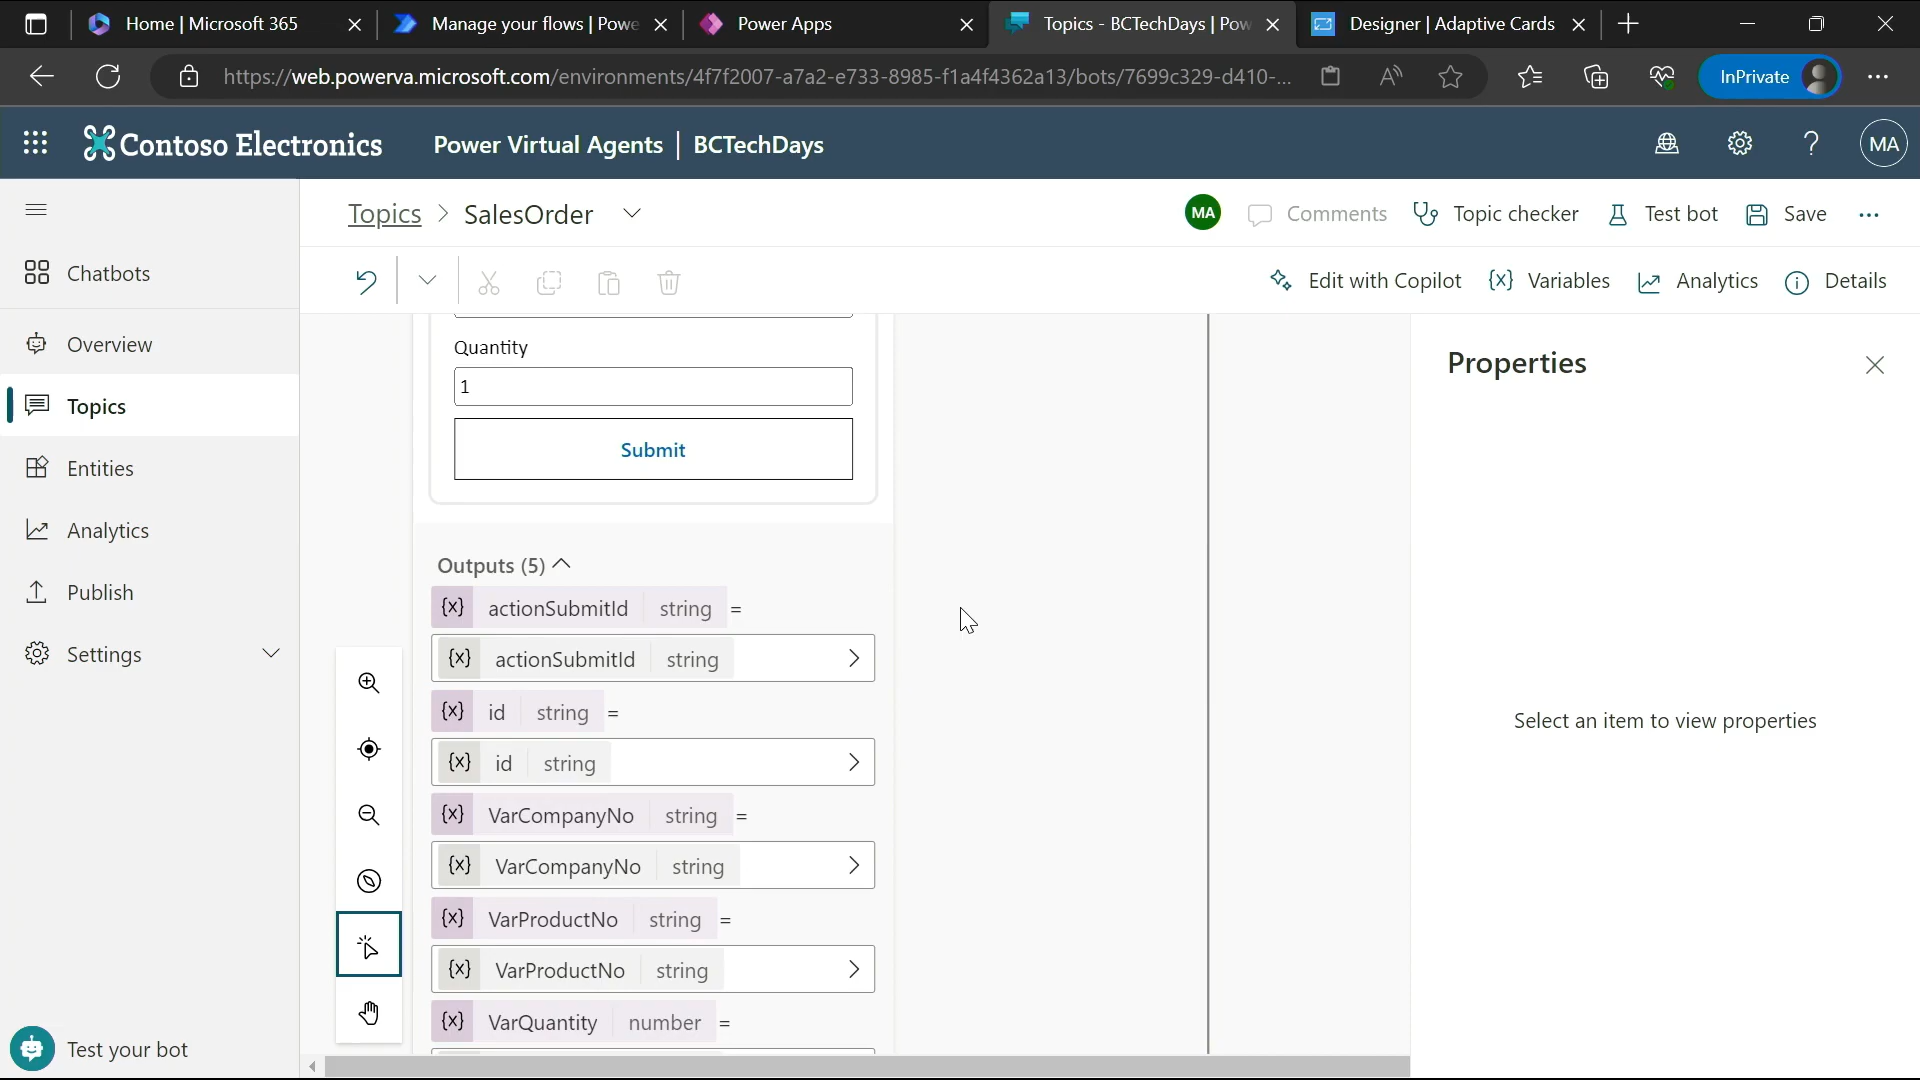 Home | Microsoft 365
Manage your flows | Powe
Power Apps
Topics - BCTechDays | Pow
Designer | Adaptive Cards
https://web.powerva.microsoft.com/environments/4f7f2007-a7a2-e733-8985-f1a4f4362a13/bots/7699c329-d410-...
InPrivate
Contoso Electronics
Power Virtual Agents | BCTechDays
MA
Topics > SalesOrder
MA
Comments
Topic checker
Test bot
Save
Chatbots
Overview
Topics
Entities
Analytics
Publish
Settings
Test your bot
Edit with Copilot
{x} Variables
Analytics
Details
Quantity
1
Submit
Outputs (5)
{x} actionSubmitId string =
{x} actionSubmitId string
{x} id string =
{x} id string
{x} VarCompanyNo string =
{x} VarCompanyNo string
{x} VarProductNo string =
{x} VarProductNo string
{x} VarQuantity number =
Properties
Select an item to view properties